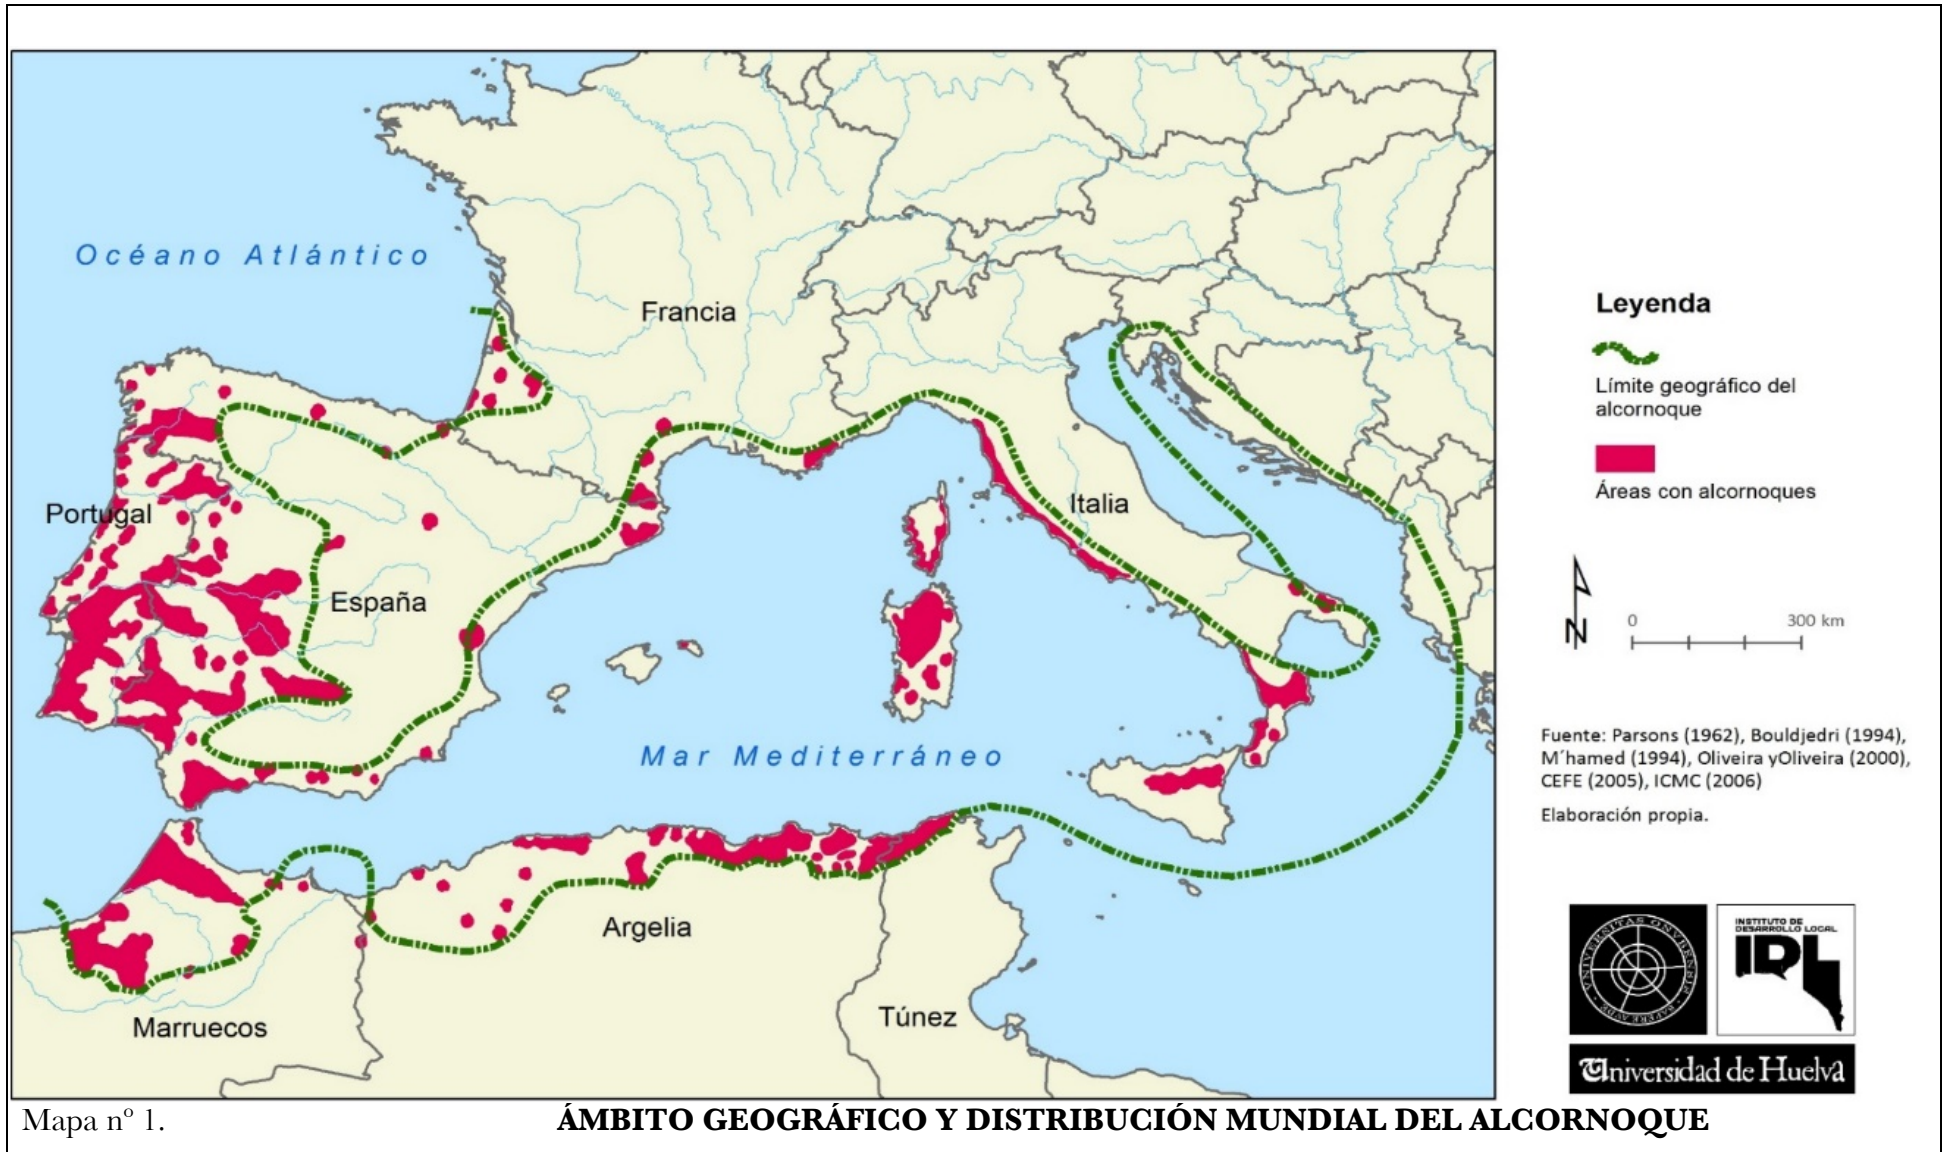 Océano Atlántico
Francia
Italia
Portugal
España
Mar Mediterráneo
Argelia
Túnez
Marruecos
Leyenda
Límite geográfico del
alcornoque
Áreas con alcornoques
N
0 300 km
Fuente: Parsons (1962), Bouldjedri (1994),
M´hamed (1994), Oliveira yOliveira (2000),
CEFE (2005), ICMC (2006)
Elaboración propia.
INSTITUTO DE
DESARROLLO LOCAL
IDL
Universidad de Huelva
Mapa nº 1.
ÁMBITO GEOGRÁFICO Y DISTRIBUCIÓN MUNDIAL DEL ALCORNOQUE